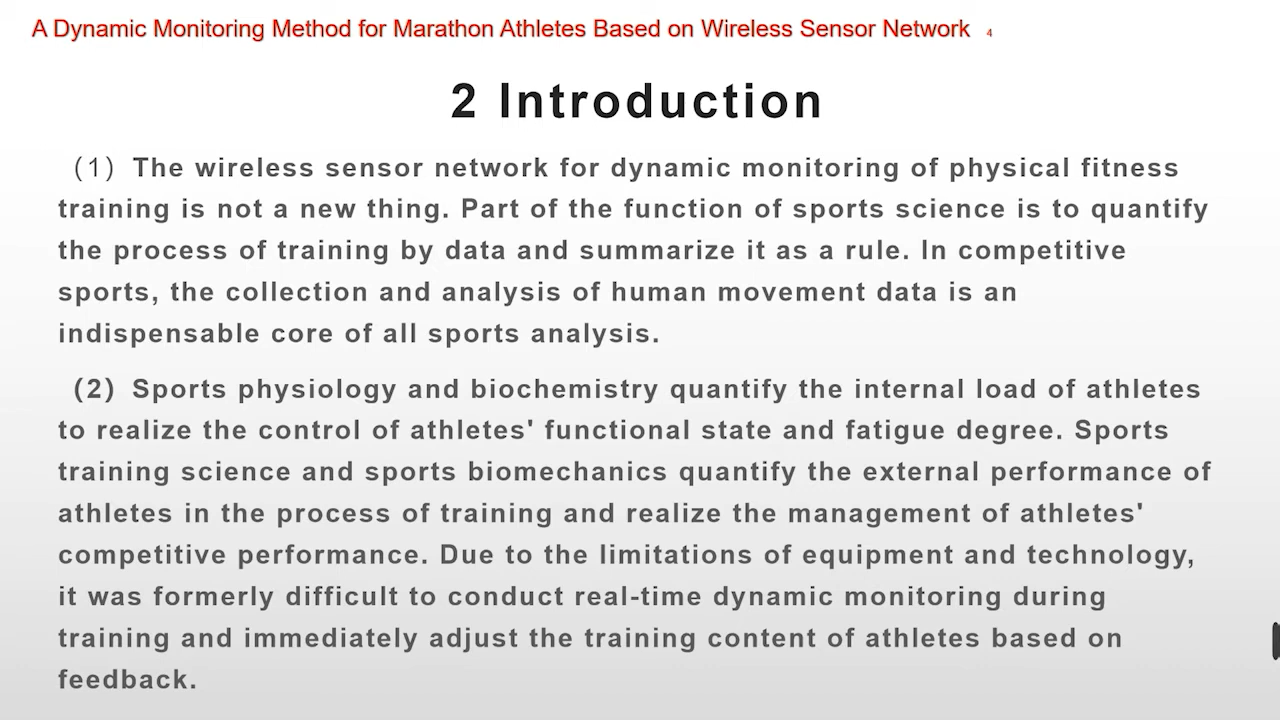 A Dynamic Monitoring Method for Marathon Athletes Based on Wireless Sensor Network 4
2 Introduction
(1) The wireless sensor network for dynamic monitoring of physical fitness
training is not a new thing. Part of the function of sports science is to quantify
the process of training by data and summarize it as a rule. In competitive
sports, the collection and analysis of human movement data is an
indispensable core of all sports analysis.
(2) Sports physiology and biochemistry quantify the internal load of athletes
to realize the control of athletes' functional state and fatigue degree. Sports
training science and sports biomechanics quantify the external performance of
athletes in the process of training and realize the management of athletes'
competitive performance. Due to the limitations of equipment and technology,
it was formerly difficult to conduct real-time dynamic monitoring during
training and immediately adjust the training content of athletes based on
feedback.